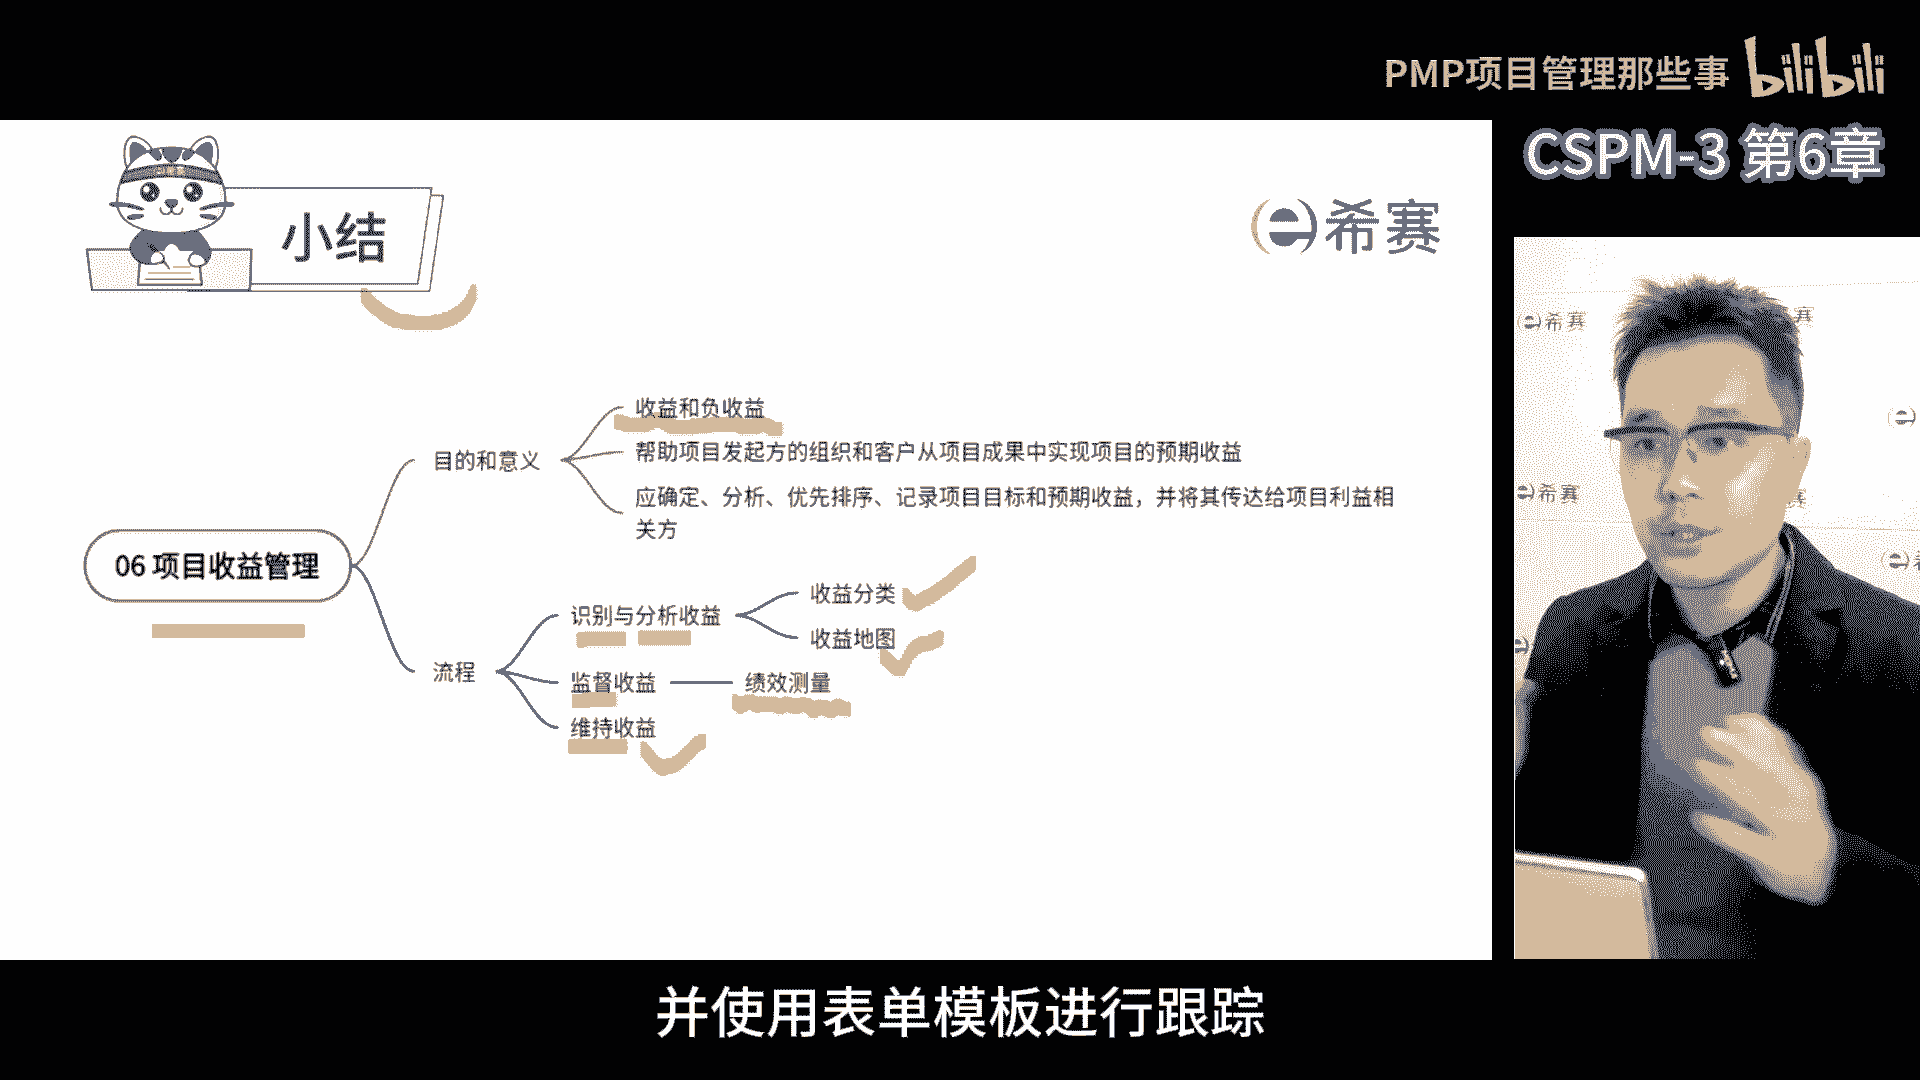 PMP项目管理那些事 bilibili
CSPM-3 第6章
小结
希赛
收益和负收益
目的和意义
帮助项目发起方的组织和客户从项目成果中实现项目的预期收益
应确定、分析、优先排序、记录项目目标和预期收益，并将其传达给项目利益相
关方
06 项目收益管理
收益分类
识别与分析收益
收益地图
流程
监督收益
绩效测量
维持收益
希赛
赛
希赛
赛
并使用表单模板进行跟踪